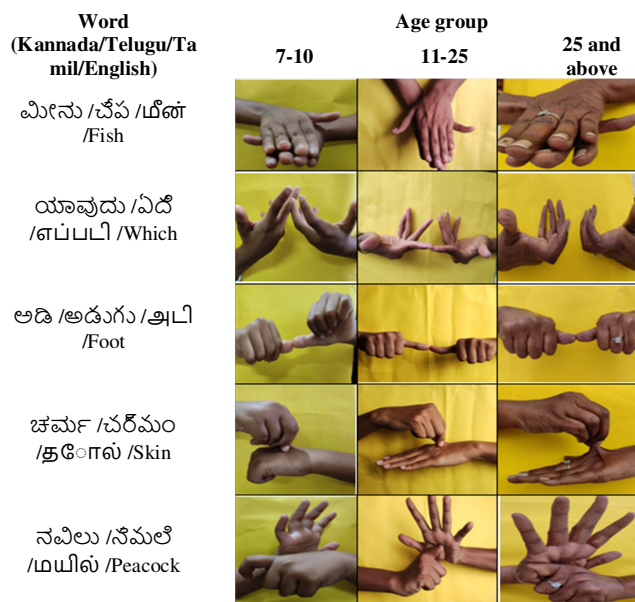 Word
(Kannada/Telugu/Ta
mil/English)
Age group
7-10
11-25
25 and
above
ಮೀನು /చేప /மீன்
/Fish
ಯಾವುದು /ఏది
/எப்படி /Which
ಅಡಿ /అడుగు /அடி
/Foot
ಚರ್ಮ /చర్మం
/தோல் /Skin
ನವಿಲು /నెమలి
/மயில் /Peacock